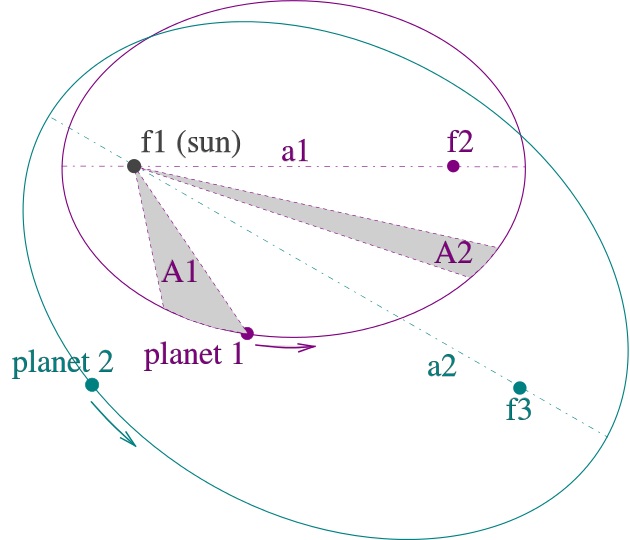 f1 (sun)
a1
f2
A1
A2
planet 1
planet 2
a2
f3